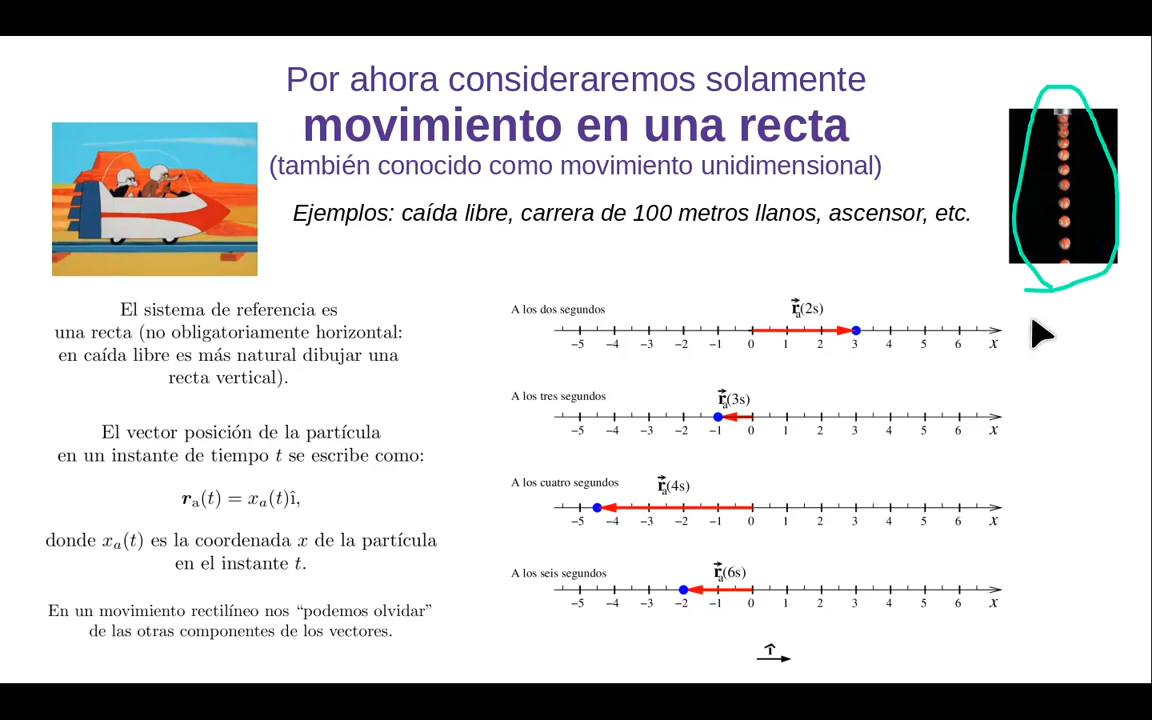 Por ahora consideraremos solamente
movimiento en una recta
(también conocido como movimiento unidimensional)
Ejemplos: caída libre, carrera de 100 metros llanos, ascensor, etc.
El sistema de referencia es
una recta (no obligatoriamente horizontal:
en caída libre es más natural dibujar una
recta vertical).
El vector posición de la partícula
en un instante de tiempo t se escribe como:
r_a(t) = x_a(t)î,
donde x_a(t) es la coordenada x de la partícula
en el instante t.
En un movimiento rectilíneo nos “podemos olvidar”
de las otras componentes de los vectores.
A los dos segundos
r⃗_a(2s)
–5 –4 –3 –2 –1 0 1 2 3 4 5 6 x
A los tres segundos
r⃗_a(3s)
–5 –4 –3 –2 –1 0 1 2 3 4 5 6 x
A los cuatro segundos
r⃗_a(4s)
–5 –4 –3 –2 –1 0 1 2 3 4 5 6 x
A los seis segundos
r⃗_a(6s)
–5 –4 –3 –2 –1 0 1 2 3 4 5 6 x
î